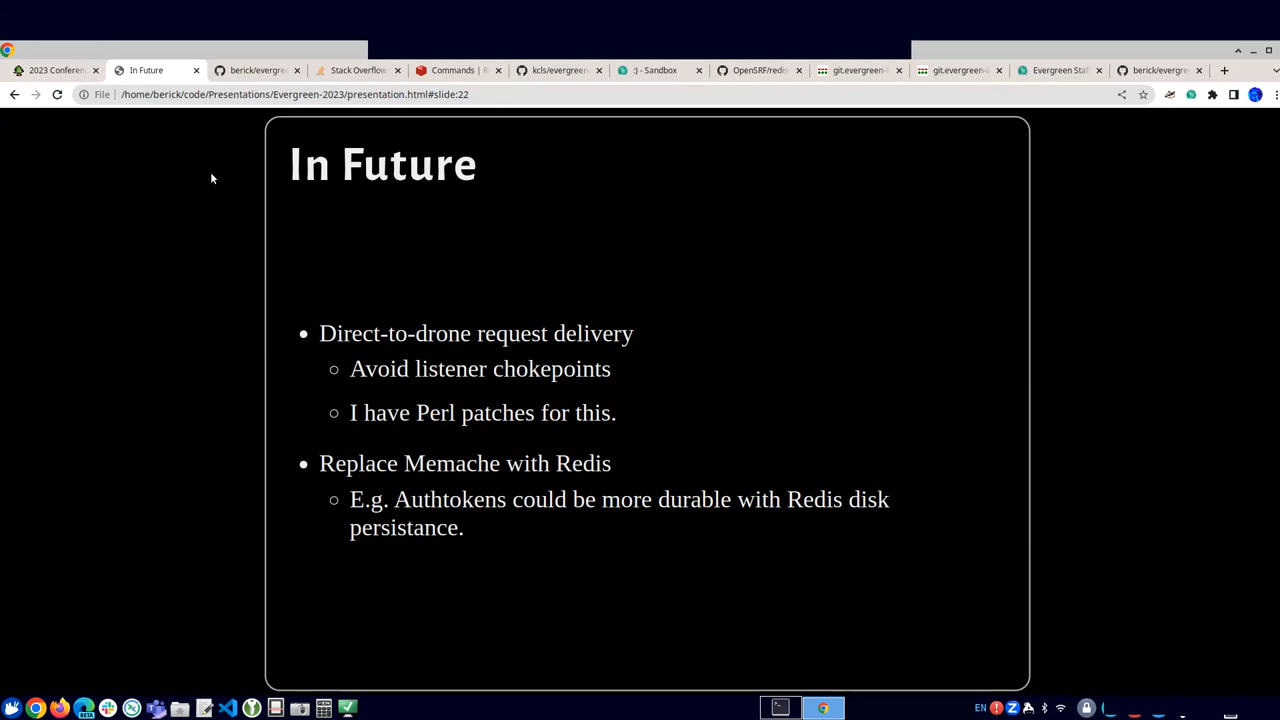 2023 Conferen
In Future
berick/evergre
Stack Overflow
Commands | R
kcls/evergreen
:) - Sandbox
OpenSRF/redis
git.evergreen-i
git.evergreen-i
Evergreen Staf
berick/evergre
File /home/berick/code/Presentations/Evergreen-2023/presentation.html#slide:22
In Future
Direct-to-drone request delivery
Avoid listener chokepoints
I have Perl patches for this.
Replace Memache with Redis
E.g. Authtokens could be more durable with Redis disk
persistance.
BETA
EN